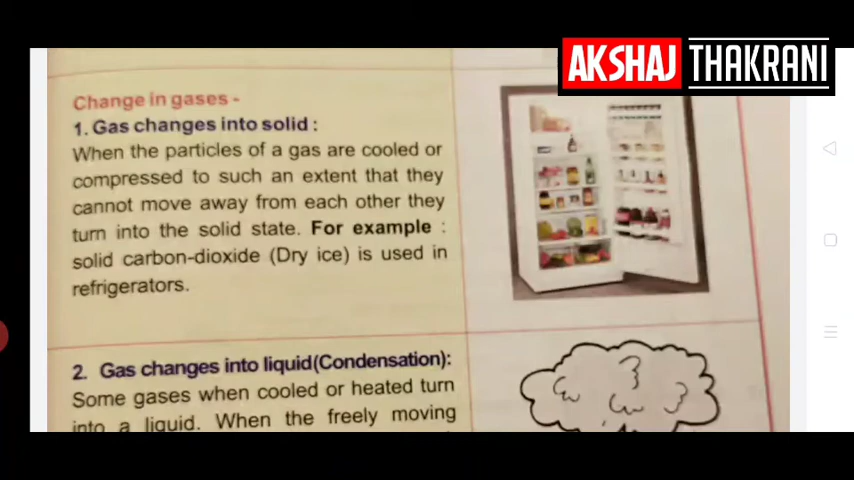 AKSHAJ THAKRANI
Change in gases -
1. Gas changes into solid :
When the particles of a gas are cooled or
compressed to such an extent that they
cannot move away from each other they
turn into the solid state. For example :
solid carbon-dioxide (Dry ice) is used in
refrigerators.
2. Gas changes into liquid(Condensation):
Some gases when cooled or heated turn
into a liquid. When the freely moving